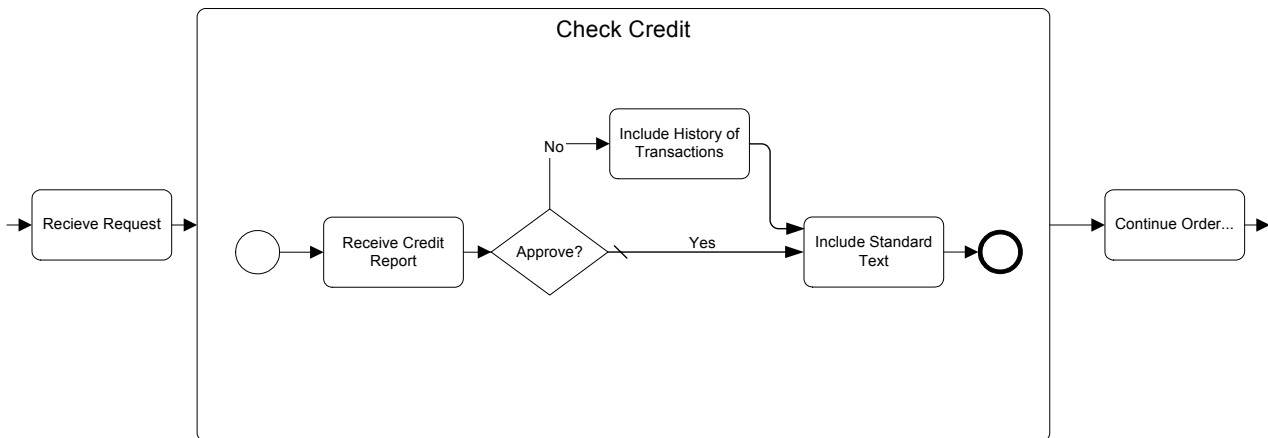 Check Credit
Recieve Request
Receive Credit
Report
Approve?
No
Include History of
Transactions
Yes
Include Standard
Text
Continue Order...